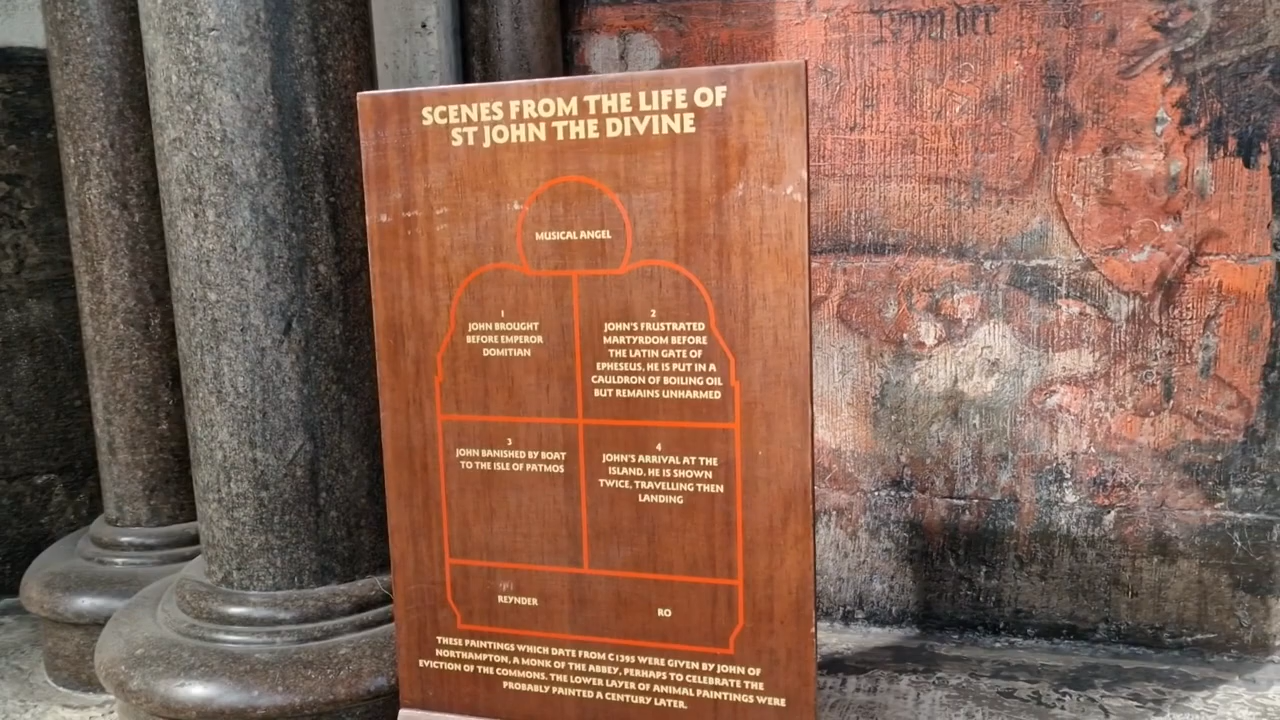 SCENES FROM THE LIFE OF
ST JOHN THE DIVINE
MUSICAL ANGEL
1
JOHN BROUGHT
BEFORE EMPEROR
DOMITIAN
2
JOHN'S FRUSTRATED
MARTYRDOM BEFORE
THE LATIN GATE OF
EPHESEUS, HE IS PUT IN A
CAULDRON OF BOILING OIL
BUT REMAINS UNHARMED
3
JOHN BANISHED BY BOAT
TO THE ISLE OF PATMOS
4
JOHN'S ARRIVAL AT THE
ISLAND. HE IS SHOWN
TWICE, TRAVELLING THEN
LANDING
REYNDER
RO
THESE PAINTINGS WHICH DATE FROM C1395 WERE GIVEN BY JOHN OF
NORTHAMPTON, A MONK OF THE ABBEY, PERHAPS TO CELEBRATE THE
EVICTION OF THE COMMONS. THE LOWER LAYER OF ANIMAL PAINTINGS WERE
PROBABLY PAINTED A CENTURY LATER.